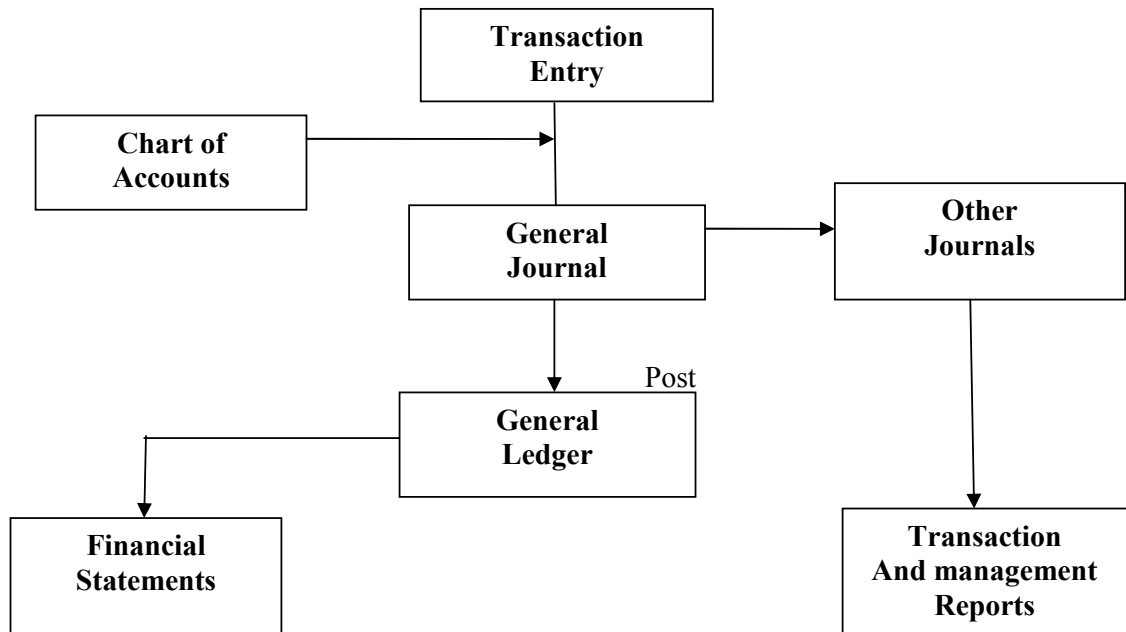 Transaction
Entry
Chart of
Accounts
General
Journal
Other
Journals
Post
General
Ledger
Financial
Statements
Transaction
And management
Reports